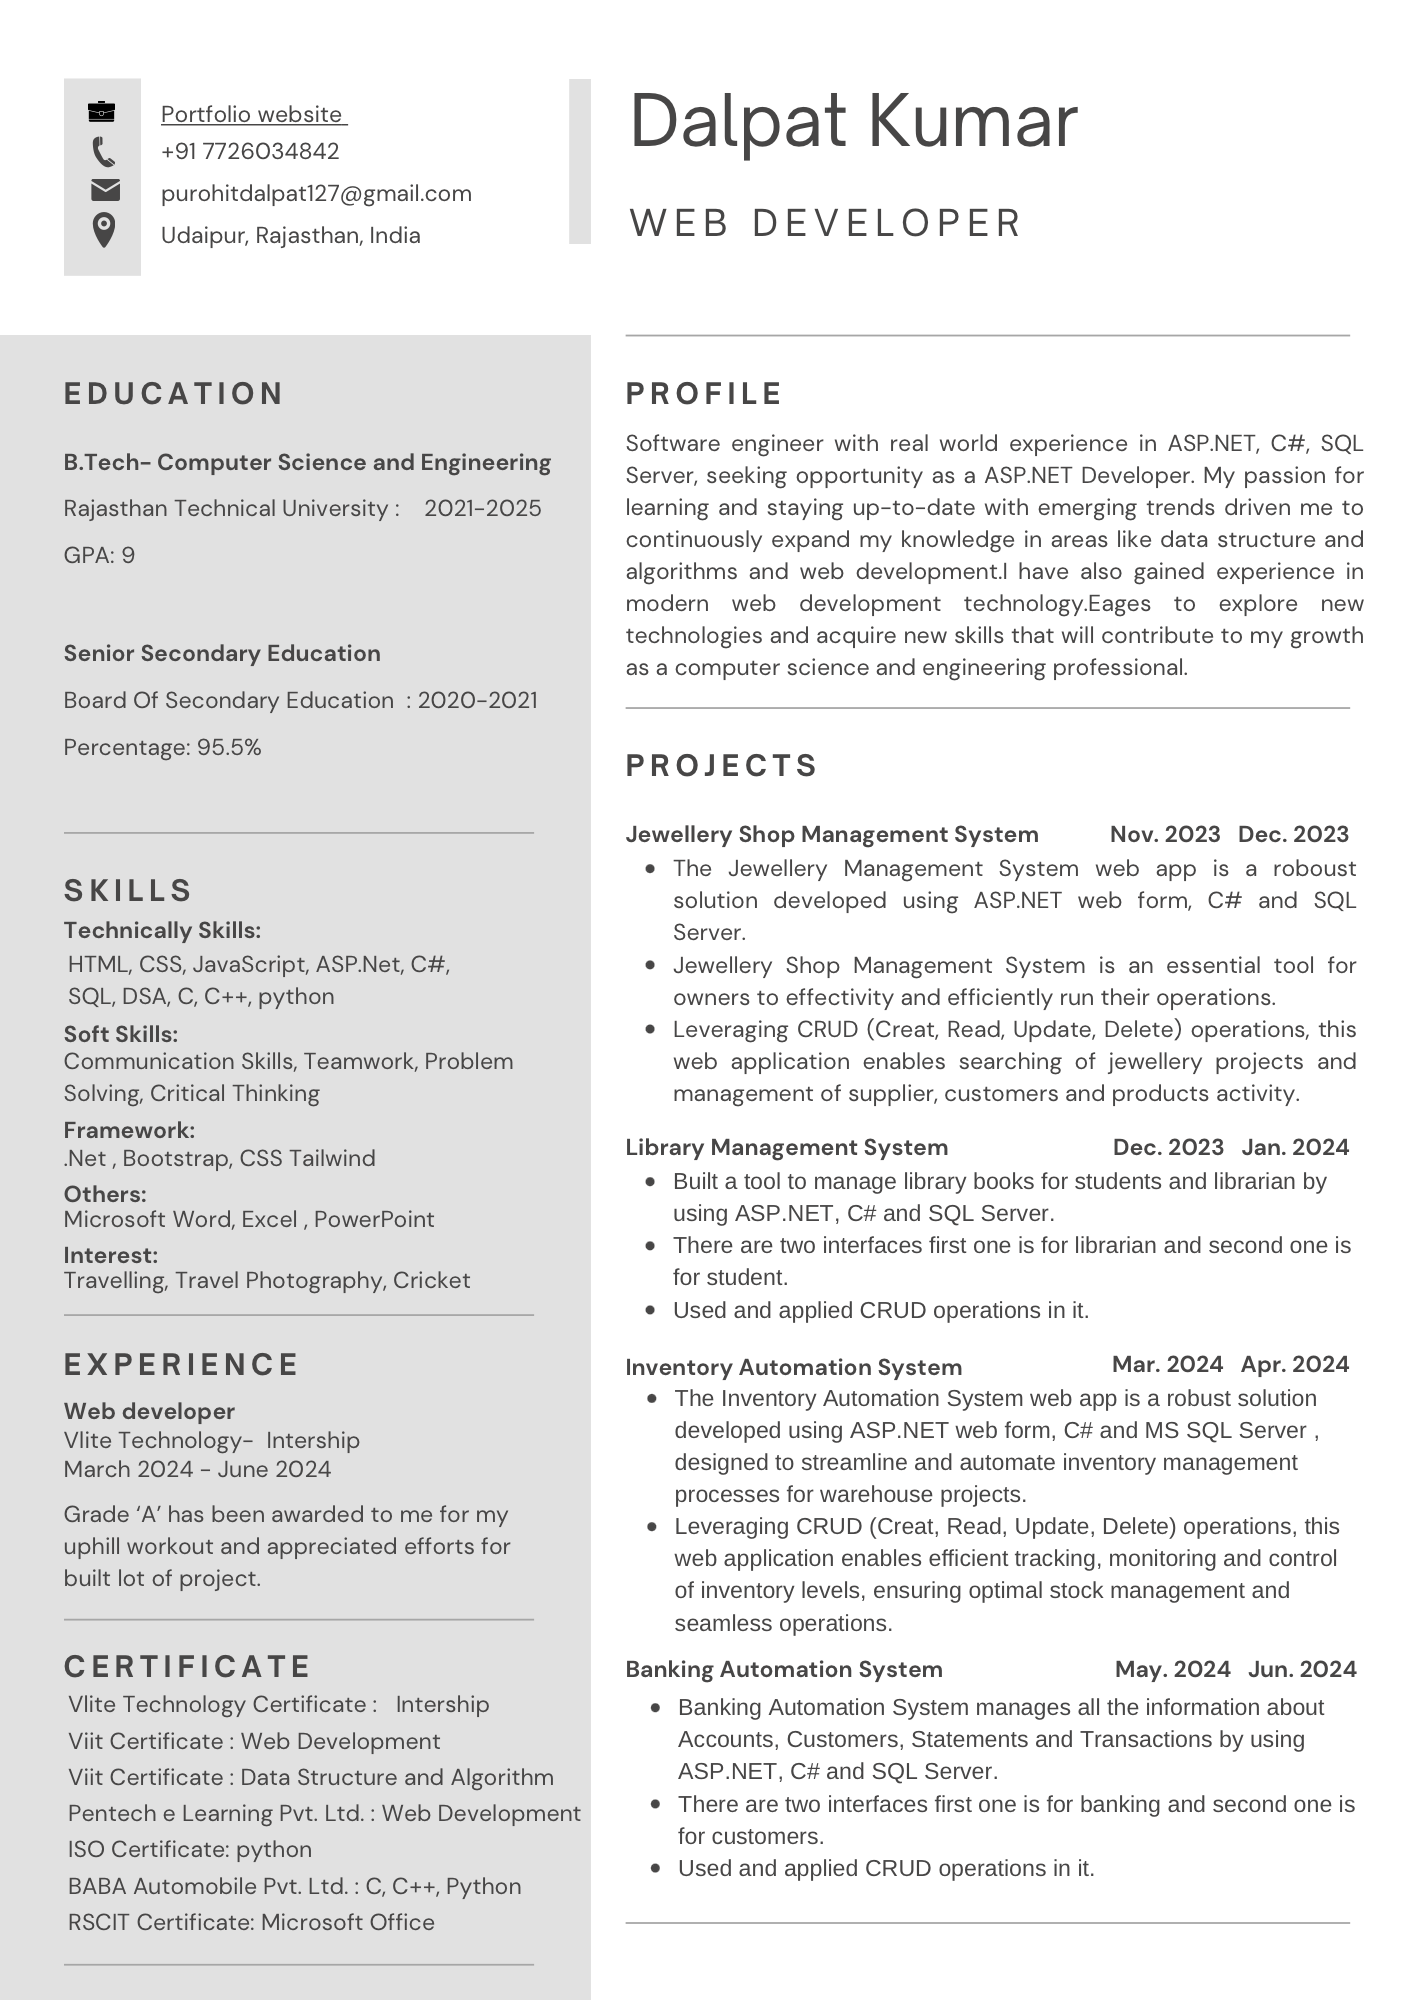 Portfolio website
+91 7726034842
purohitdalpat127@gmail.com
Udaipur, Rajasthan, India
Dalpat Kumar
WEB DEVELOPER
EDUCATION
B.Tech- Computer Science and Engineering
Rajasthan Technical University : 2021-2025
GPA: 9
Senior Secondary Education
Board Of Secondary Education : 2020-2021
Percentage: 95.5%
SKILLS
Technically Skills:
HTML, CSS, JavaScript, ASP.Net, C#,
SQL, DSA, C, C++, python
Soft Skills:
Communication Skills, Teamwork, Problem
Solving, Critical Thinking
Framework:
.Net , Bootstrap, CSS Tailwind
Others:
Microsoft Word, Excel , PowerPoint
Interest:
Travelling, Travel Photography, Cricket
EXPERIENCE
Web developer
Vlite Technology- Intership
March 2024 - June 2024
Grade ‘A’ has been awarded to me for my
uphill workout and appreciated efforts for
built lot of project.
CERTIFICATE
Vlite Technology Certificate : Intership
Viit Certificate : Web Development
Viit Certificate : Data Structure and Algorithm
Pentech e Learning Pvt. Ltd. : Web Development
ISO Certificate: python
BABA Automobile Pvt. Ltd. : C, C++, Python
RSCIT Certificate: Microsoft Office
PROFILE
Software engineer with real world experience in ASP.NET, C#, SQL
Server, seeking opportunity as a ASP.NET Developer. My passion for
learning and staying up-to-date with emerging trends driven me to
continuously expand my knowledge in areas like data structure and
algorithms and web development.I have also gained experience in
modern web development technology.Eages to explore new
technologies and acquire new skills that will contribute to my growth
as a computer science and engineering professional.
PROJECTS
Jewellery Shop Management System Nov. 2023 Dec. 2023
• The Jewellery Management System web app is a roboust
solution developed using ASP.NET web form, C# and SQL
Server.
• Jewellery Shop Management System is an essential tool for
owners to effectivity and efficiently run their operations.
• Leveraging CRUD (Creat, Read, Update, Delete) operations, this
web application enables searching of jewellery projects and
management of supplier, customers and products activity.
Library Management System Dec. 2023 Jan. 2024
• Built a tool to manage library books for students and librarian by
using ASP.NET, C# and SQL Server.
• There are two interfaces first one is for librarian and second one is
for student.
• Used and applied CRUD operations in it.
Inventory Automation System Mar. 2024 Apr. 2024
• The Inventory Automation System web app is a robust solution
developed using ASP.NET web form, C# and MS SQL Server ,
designed to streamline and automate inventory management
processes for warehouse projects.
• Leveraging CRUD (Creat, Read, Update, Delete) operations, this
web application enables efficient tracking, monitoring and control
of inventory levels, ensuring optimal stock management and
seamless operations.
Banking Automation System May. 2024 Jun. 2024
• Banking Automation System manages all the information about
Accounts, Customers, Statements and Transactions by using
ASP.NET, C# and SQL Server.
• There are two interfaces first one is for banking and second one is
for customers.
• Used and applied CRUD operations in it.